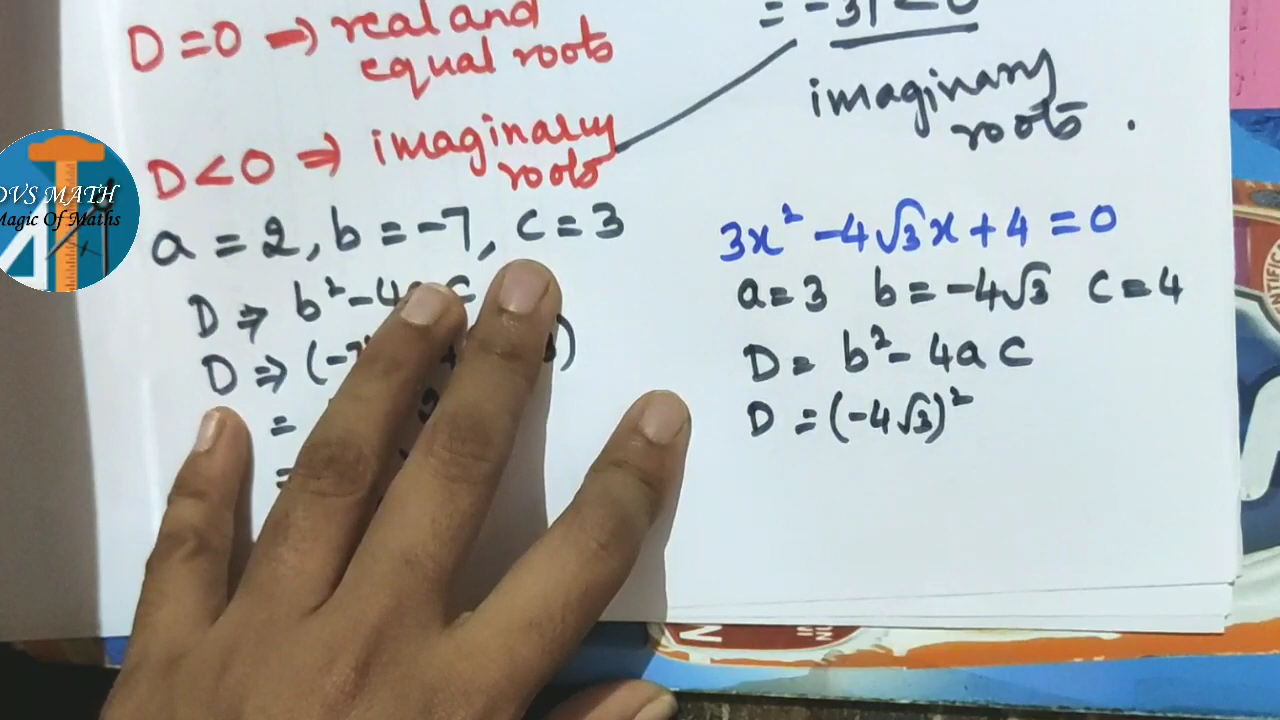 D=0 ⇒ real and
equal roots
D<0 ⇒ imaginary
roots
a=2, b=-7, c=3
D ⇒ b²-4
D ⇒ (-7
=
=
<0
imaginary
roots.
3x²-4√3x+4=0
a=3 b=-4√3 c=4
D= b²-4ac
D =(-4√3)²
DVS MATH
Magic Of Maths